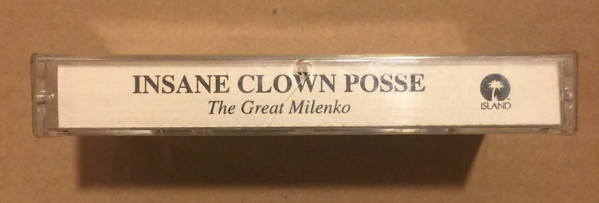 INSANE CLOWN POSSE
The Great Milenko
ISLAND